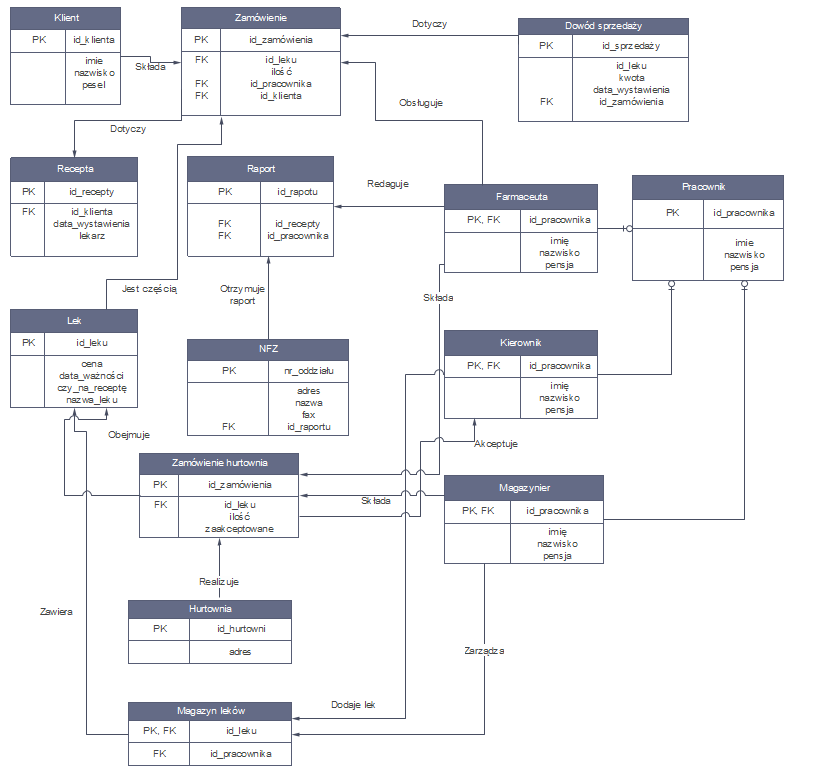 Klient
PK id_klienta
imie
nazwisko
pesel
Składa
Zamówienie
PK id_zamówienia
FK id_leku
ilość
FK id_pracownika
FK id_klienta
Dotyczy
Dowód sprzedaży
PK id_sprzedaży
id_leku
kwota
data_wystawienia
FK id_zamówienia
Obsługuje
Dotyczy
Recepta
PK id_recepty
FK id_klienta
data_wystawienia
lekarz
Raport
PK id_rapotu
FK id_recepty
FK id_pracownika
Redaguje
Farmaceuta
PK, FK id_pracownika
imię
nazwisko
pensja
Pracownik
PK id_pracownika
imie
nazwisko
pensja
Jest częścią
Otrzymuje
raport
Składa
Lek
PK id_leku
cena
data_ważności
czy_na_receptę
nazwa_leku
NFZ
PK nr_oddziału
adres
nazwa
fax
FK id_raportu
Kierownik
PK, FK id_pracownika
imię
nazwisko
pensja
Obejmuje
Akceptuje
Zamówienie hurtownia
PK id_zamówienia
FK id_leku
ilość
zaakceptowane
Składa
Magazynier
PK, FK id_pracownika
imię
nazwisko
pensja
Realizuje
Hurtownia
PK id_hurtowni
adres
Zawiera
Zarządza
Dodaje lek
Magazyn leków
PK, FK id_leku
FK id_pracownika